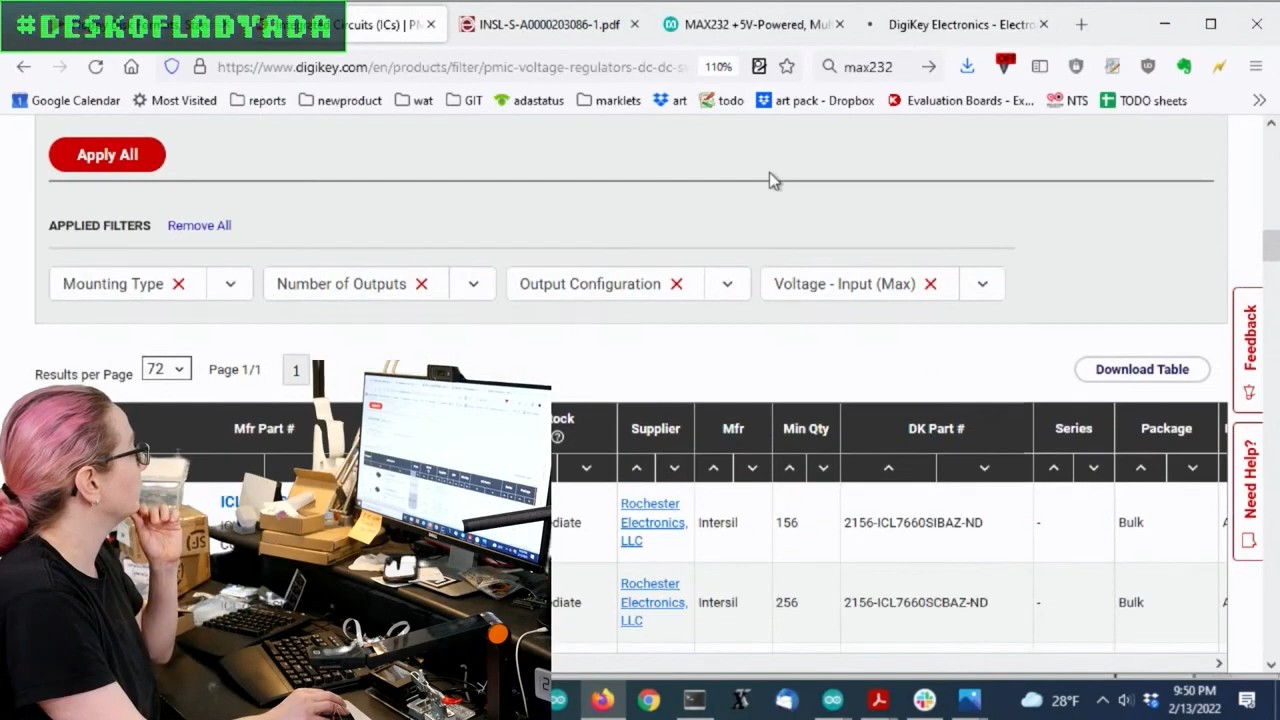 #DESKOFLADYADA
Circuits (ICs) | PM
INSL-S-A0000203086-1.pdf
MAX232 +5V-Powered, Mul
DigiKey Electronics - Electro
https://www.digikey.com/en/products/filter/pmic-voltage-regulators-dc-dc-s
110%
max232
OFF
Google Calendar
Most Visited
reports
newproduct
wat
GIT
adastatus
marklets
art
todo
art pack - Dropbox
Evaluation Boards - Ex...
NTS
TODO sheets
Apply All
APPLIED FILTERS
Remove All
Mounting Type
Number of Outputs
Output Configuration
Voltage - Input (Max)
Results per Page
72
Page 1/1
1
Download Table
Feedback
Need Help?
Mfr Part #
Supplier
Mfr
Min Qty
DK Part #
Series
Package
Rochester
Electronics,
LLC
Intersil
156
2156-ICL7660SIBAZ-ND
-
Bulk
Rochester
Electronics,
LLC
Intersil
256
2156-ICL7660SCBAZ-ND
-
Bulk
28°F
9:50 PM
2/13/2022